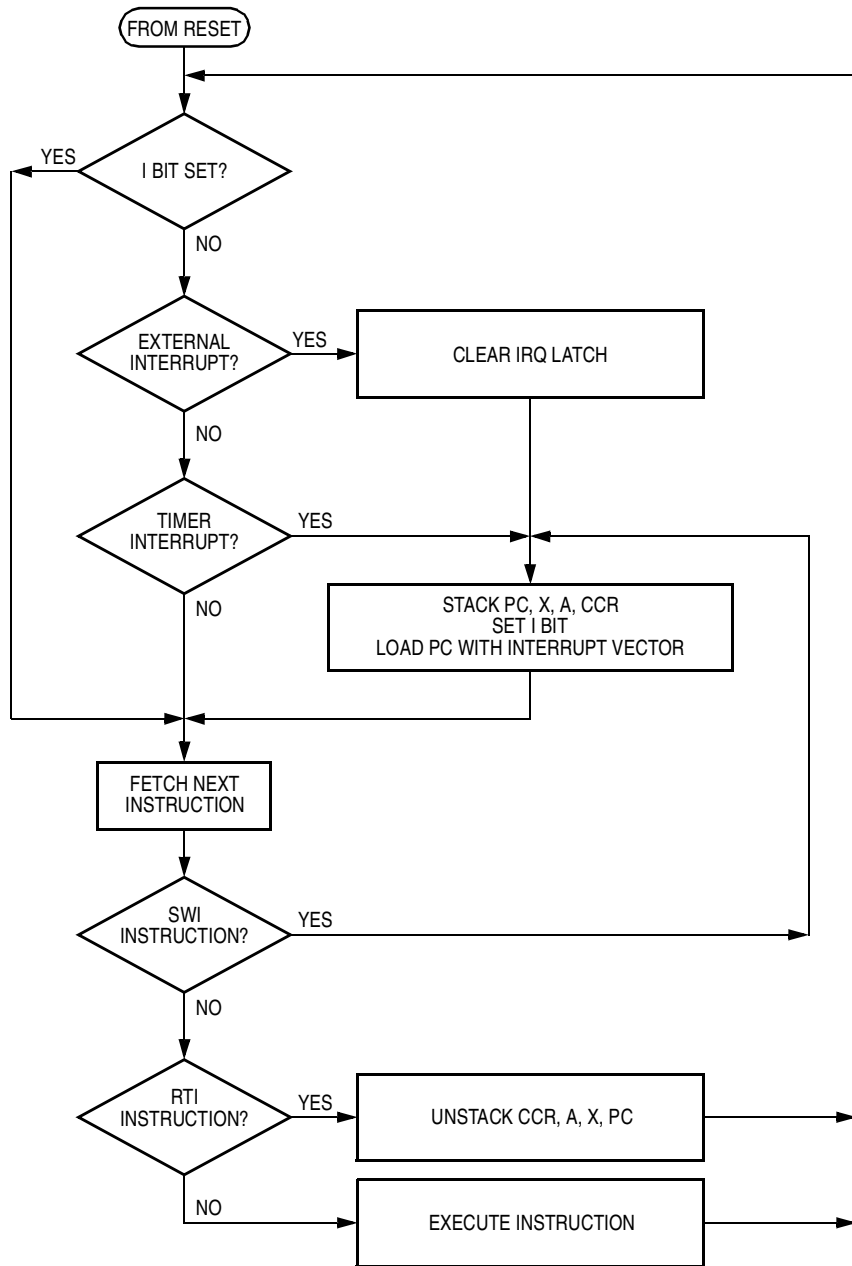 FROM RESET
YES
I BIT SET?
NO
EXTERNAL
INTERRUPT?
YES
CLEAR IRQ LATCH
NO
TIMER
INTERRUPT?
YES
NO
STACK PC, X, A, CCR
SET I BIT
LOAD PC WITH INTERRUPT VECTOR
FETCH NEXT
INSTRUCTION
SWI
INSTRUCTION?
YES
NO
RTI
INSTRUCTION?
YES
UNSTACK CCR, A, X, PC
NO
EXECUTE INSTRUCTION